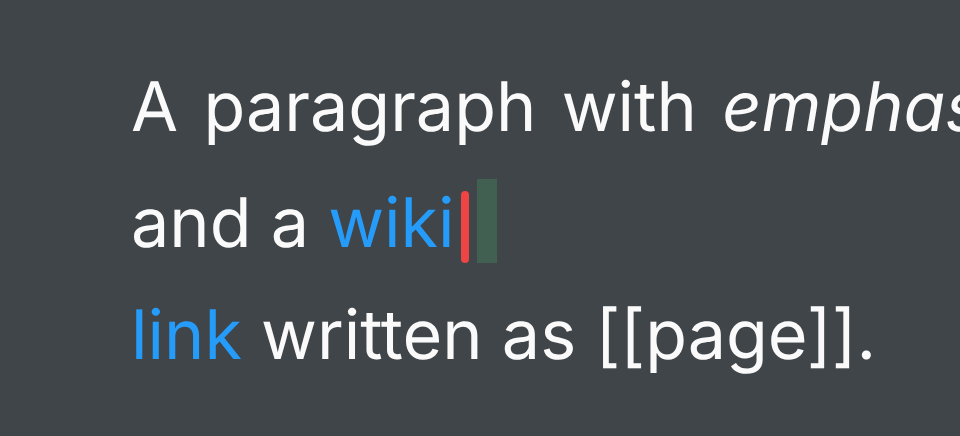 A paragraph with emphas
and a wiki
link written as [[page]].